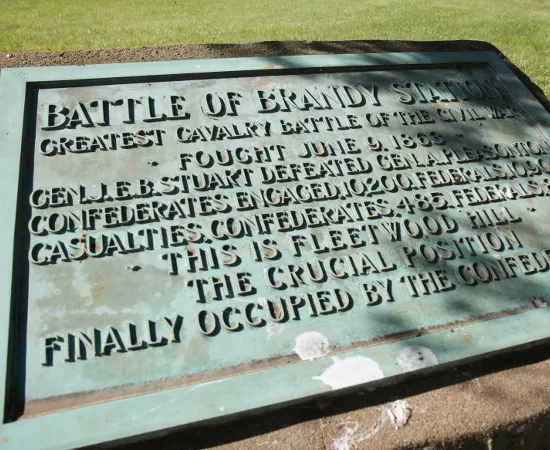 BATTLE OF BRANDY STATION
GREATEST CAVALRY BATTLE OF THE CIVIL WAR
FOUGHT JUNE 9, 1863
GEN. J.E.B. STUART DEFEATED GEN. A. PLEASONTON
CONFEDERATES ENGAGED, 10,200. FEDERALS,
CASUALTIES. CONFEDERATES. 485. FEDERALS
THIS IS FLEETWOOD HILL
THE CRUCIAL POSITION
FINALLY OCCUPIED BY THE CONFEDE